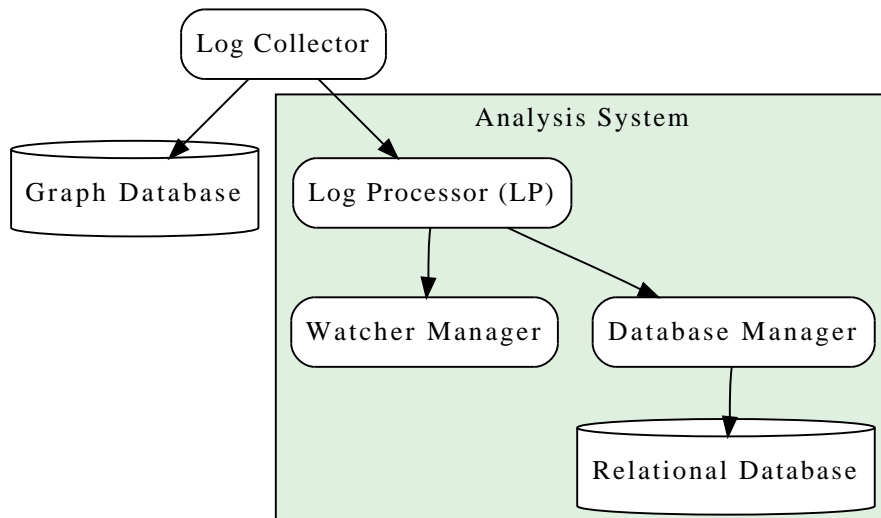 Log Collector
Analysis System
Graph Database
Log Processor (LP)
Watcher Manager
Database Manager
Relational Database